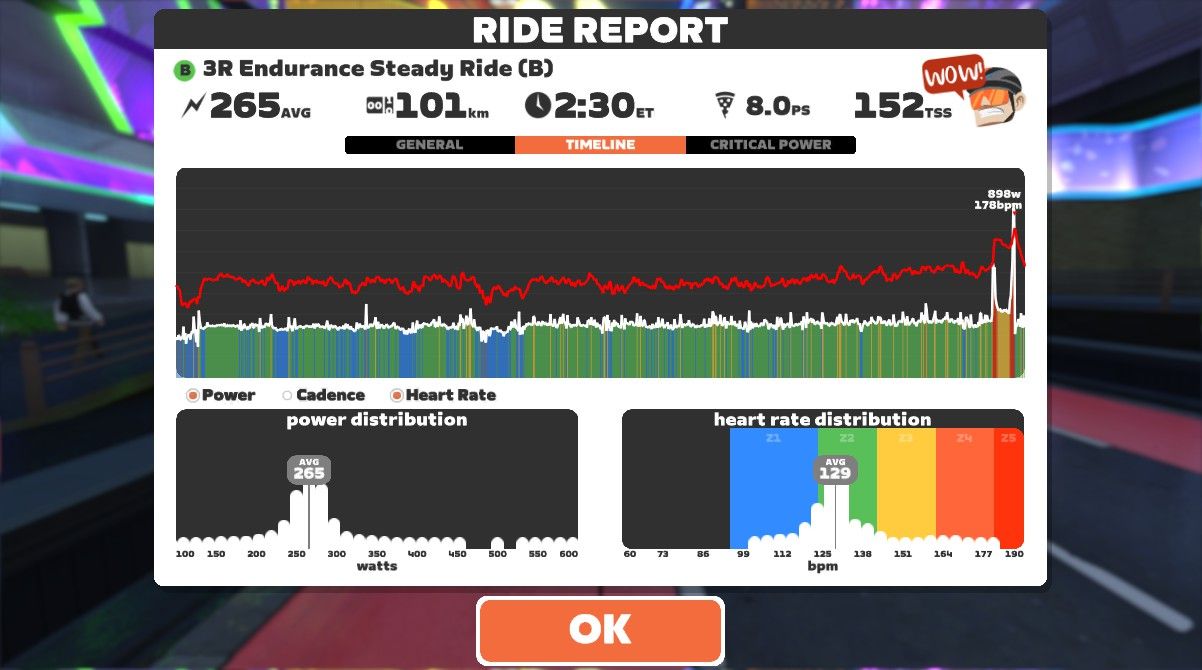 RIDE REPORT
B 3R Endurance Steady Ride (B)
WOW!
265AVG 101km 2:30ET 8.0PS 152TSS
GENERAL TIMELINE CRITICAL POWER
898w
178bpm
Power Cadence Heart Rate
power distribution
AVG
265
100 150 200 250 300 350 400 450 500 550 600
watts
heart rate distribution
Z1 Z2 Z3 Z4 Z5
AVG
129
60 73 86 99 112 125 138 151 164 177 190
bpm
OK